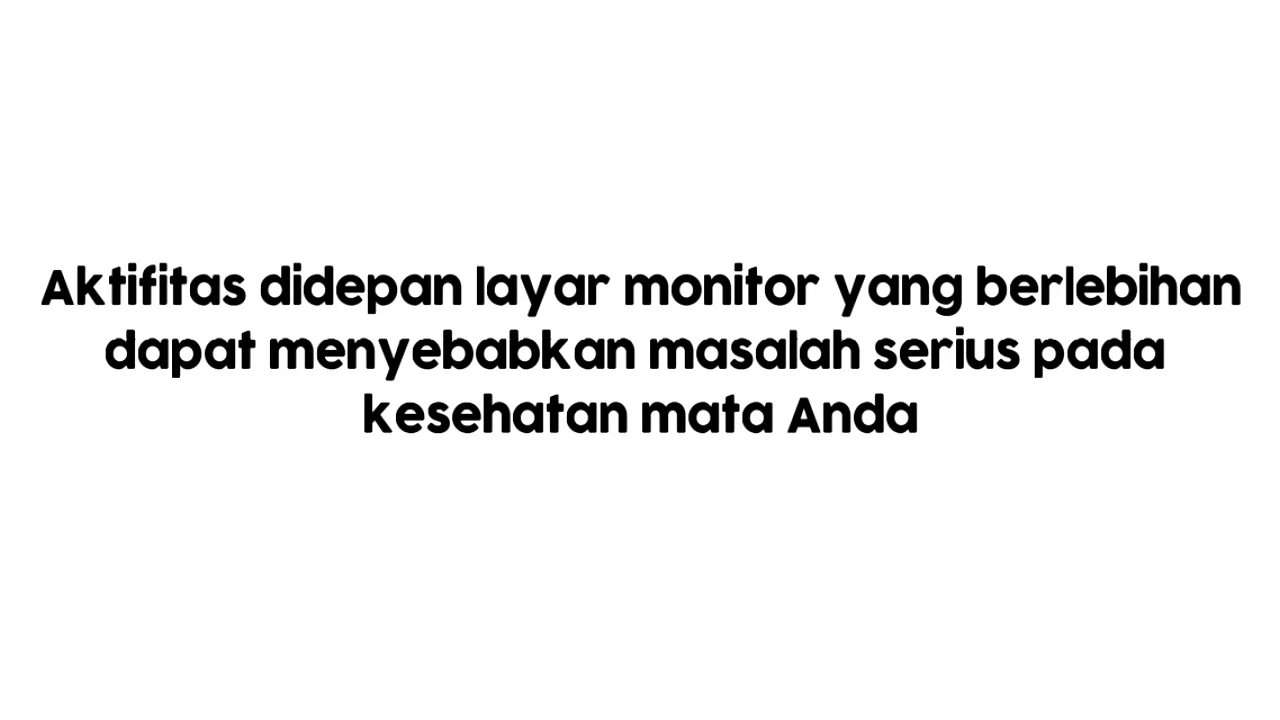 Aktifitas didepan layar monitor yang berlebihan
dapat menyebabkan masalah serius pada
kesehatan mata Anda